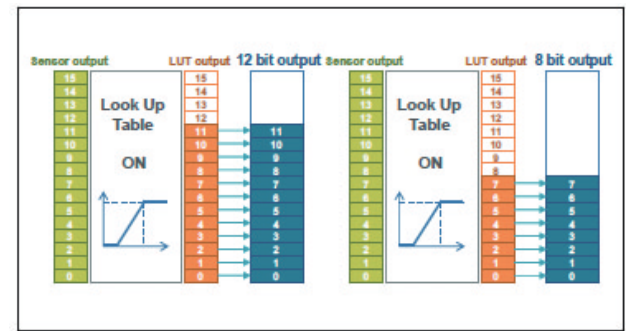 Sensor output LUT output 12 bit output Sensor output LUT output 8 bit output
15 15 15 15
14 14 14 14
13 Look Up 13 13 Look Up 13
12 Table 12 12 Table 12
11 11 11 11 11
10 10 10 10 10
9 ON 9 9 9 ON 9
8 8 8 8 8
7 7 7 7 7 7
6 6 6 6 6 6
5 5 5 5 5 5
4 4 4 4 4 4
3 3 3 3 3 3
2 2 2 2 2 2
1 1 1 1 1 1
0 0 0 0 0 0